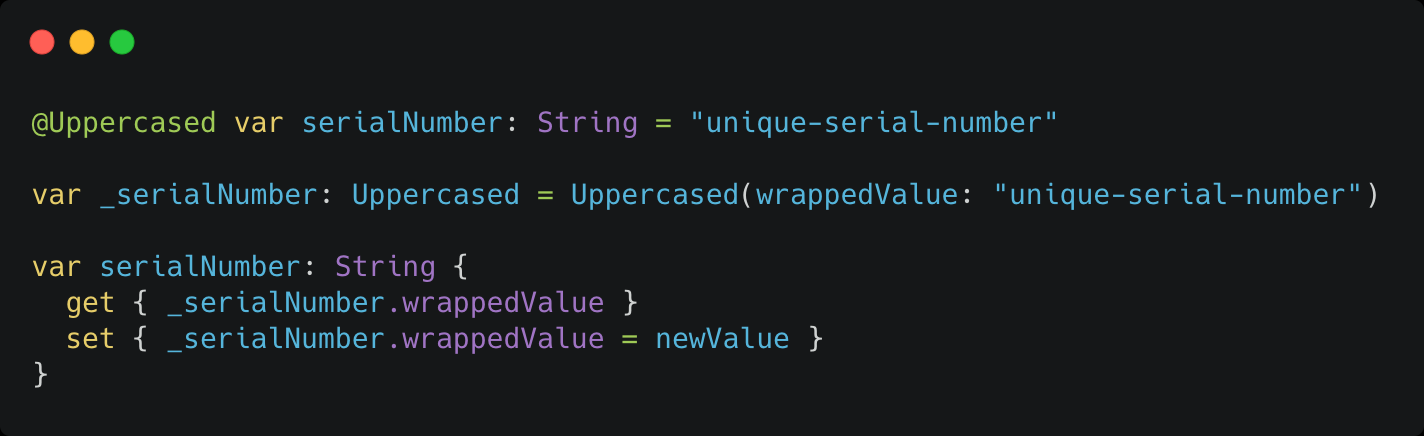 @Uppercased var serialNumber: String = "unique-serial-number"
var _serialNumber: Uppercased = Uppercased(wrappedValue: "unique-serial-number")
var serialNumber: String {
  get { _serialNumber.wrappedValue }
  set { _serialNumber.wrappedValue = newValue }
}